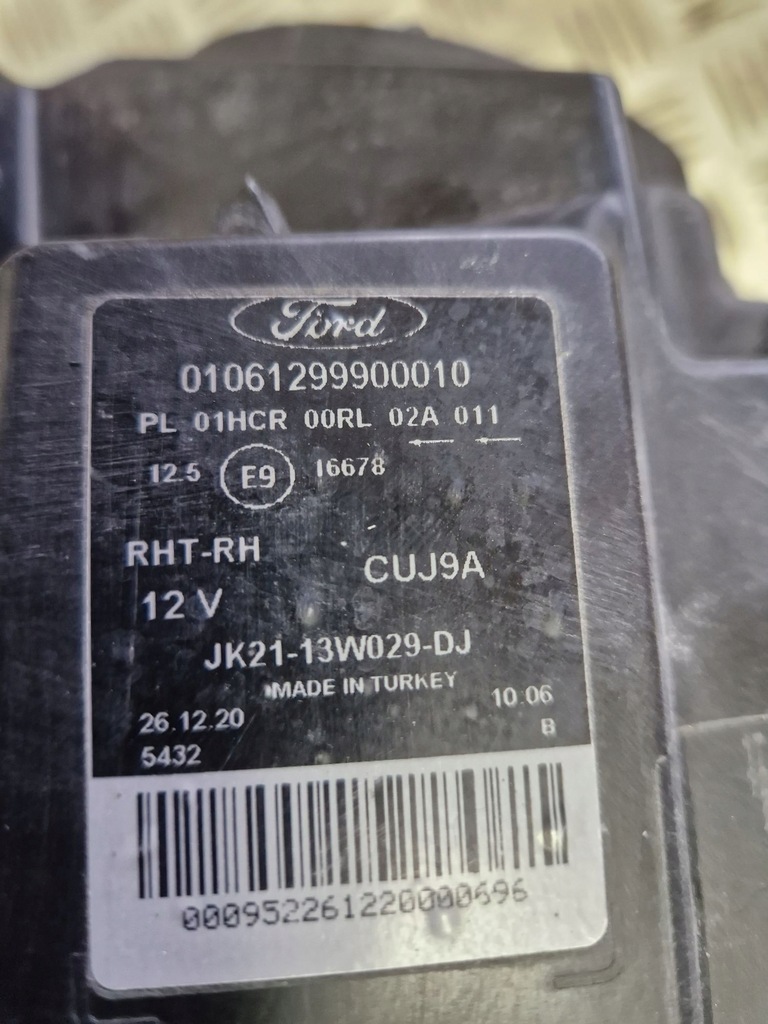 Ford
01061299900010
PL 01HCR 00RL 02A 011
12.5 E9 16678
RHT-RH CUJ9A
12 V
JK21-13W029-DJ
MADE IN TURKEY
26.12.20 10:06
5432 B
000952261220000696